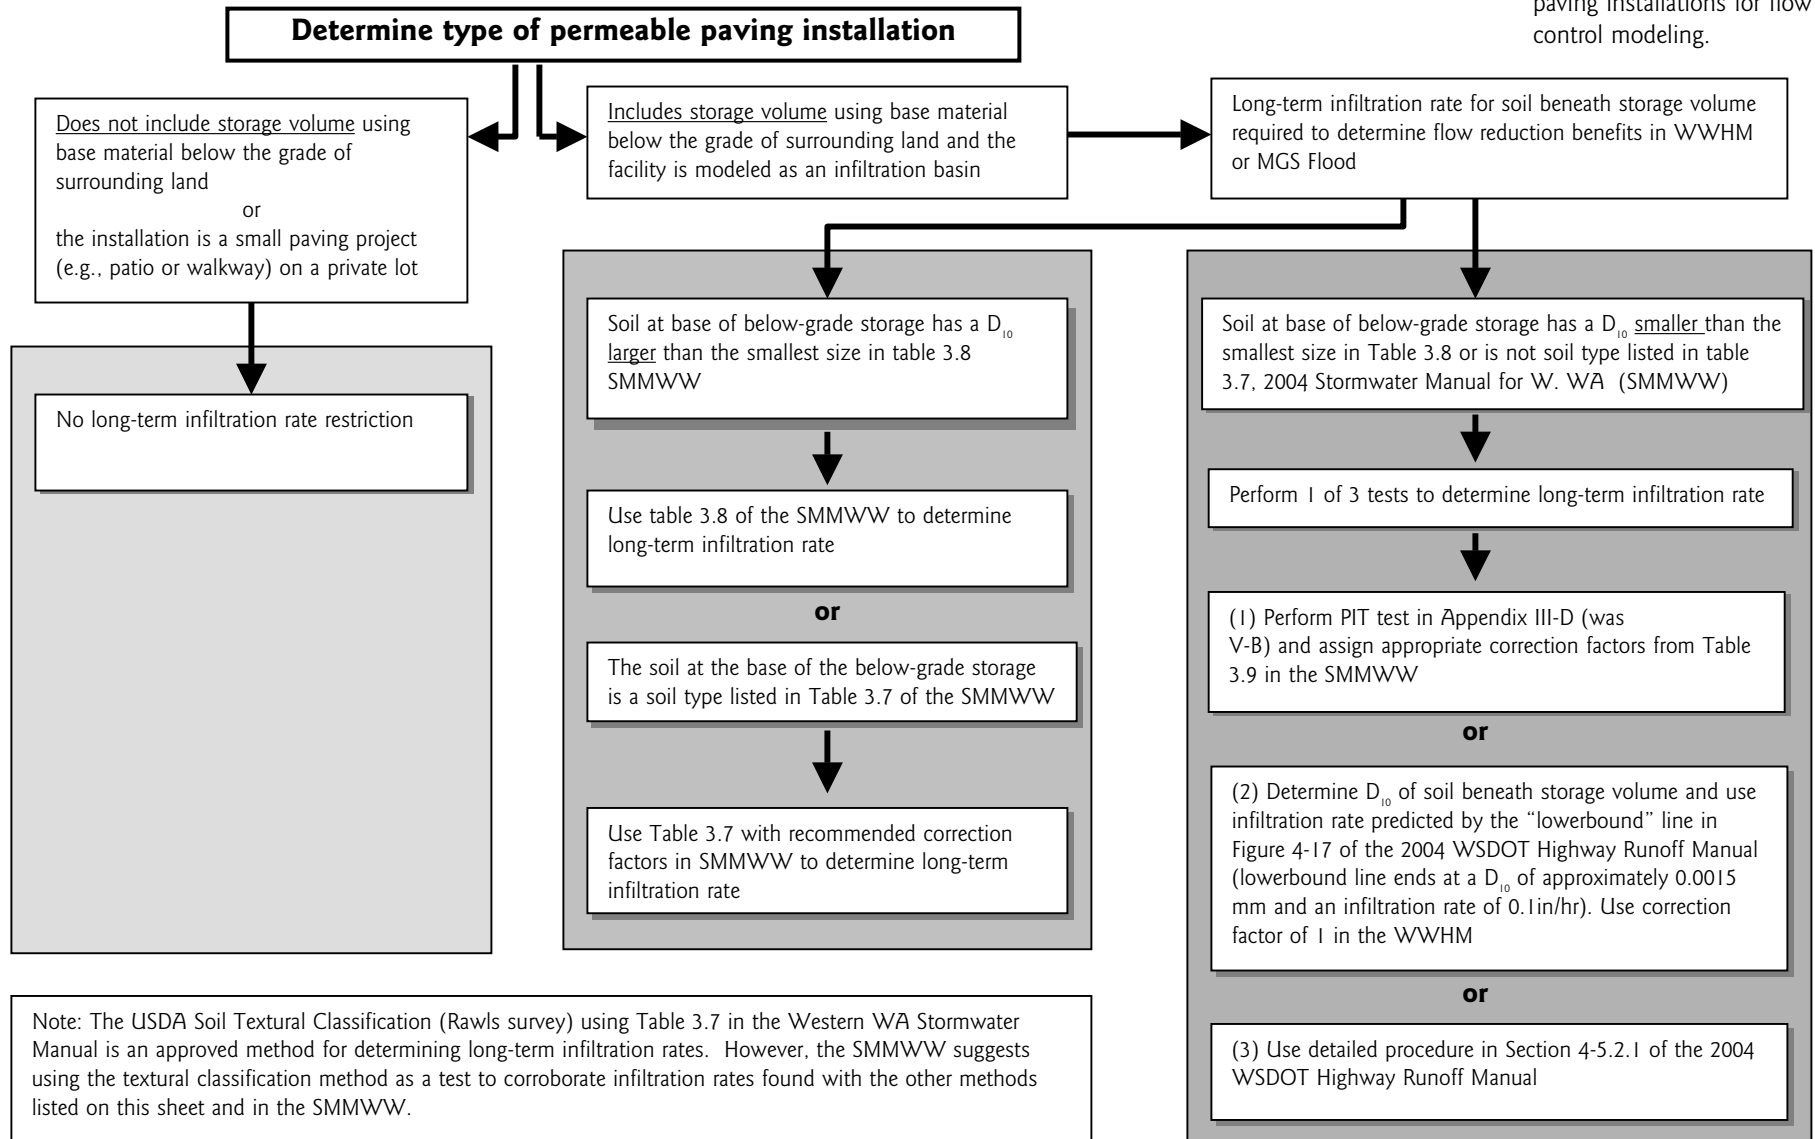 paving installations for flow
control modeling.
Determine type of permeable paving installation
Does not include storage volume using
base material below the grade of
surrounding land
or
the installation is a small paving project
(e.g., patio or walkway) on a private lot
Includes storage volume using base material
below the grade of surrounding land and the
facility is modeled as an infiltration basin
Long-term infiltration rate for soil beneath storage volume
required to determine flow reduction benefits in WWHM
or MGS Flood
No long-term infiltration rate restriction
Soil at base of below-grade storage has a D10
larger than the smallest size in table 3.8
SMMWW
Use table 3.8 of the SMMWW to determine
long-term infiltration rate
or
The soil at the base of the below-grade storage
is a soil type listed in Table 3.7 of the SMMWW
Use Table 3.7 with recommended correction
factors in SMMWW to determine long-term
infiltration rate
Soil at base of below-grade storage has a D10 smaller than the
smallest size in Table 3.8 or is not soil type listed in table
3.7, 2004 Stormwater Manual for W. WA (SMMWW)
Perform 1 of 3 tests to determine long-term infiltration rate
(1) Perform PIT test in Appendix III-D (was
V-B) and assign appropriate correction factors from Table
3.9 in the SMMWW
or
(2) Determine D10 of soil beneath storage volume and use
infiltration rate predicted by the “lowerbound” line in
Figure 4-17 of the 2004 WSDOT Highway Runoff Manual
(lowerbound line ends at a D10 of approximately 0.0015
mm and an infiltration rate of 0.1in/hr). Use correction
factor of 1 in the WWHM
or
(3) Use detailed procedure in Section 4-5.2.1 of the 2004
WSDOT Highway Runoff Manual
Note: The USDA Soil Textural Classification (Rawls survey) using Table 3.7 in the Western WA Stormwater
Manual is an approved method for determining long-term infiltration rates. However, the SMMWW suggests
using the textural classification method as a test to corroborate infiltration rates found with the other methods
listed on this sheet and in the SMMWW.